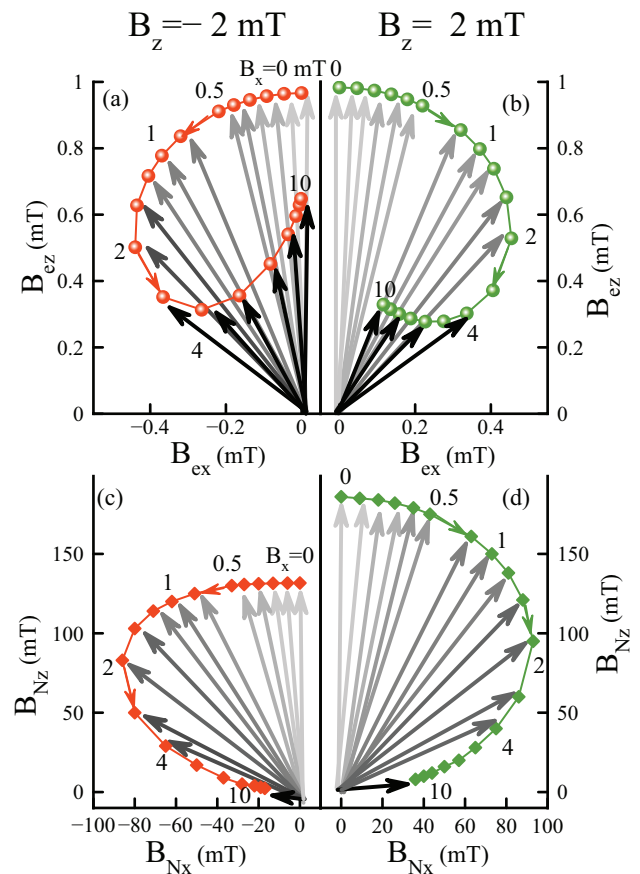 B_z=− 2 mT B_z= 2 mT
(a) 0.5 B_x=0 mT 0 0.5 (b)
1 1
1 1
0.8 0.8
10
0.6 0.6
2 2
0.4 0.4
10
4 4
0.2 0.2
0 0
B_ez (mT) B_ez (mT)
−0.4 −0.2 0 0 0.2 0.4
B_ex (mT) B_ex (mT)
(c) 0 0.5 (d)
0.5 B_x=0
1 1
150 150
100 100
2 2
50 50
4 4
10 10
0 0
B_Nz (mT) B_Nz (mT)
−100 −80 −60 −40 −20 0 0 20 40 60 80 100
B_Nx (mT) B_Nx (mT)